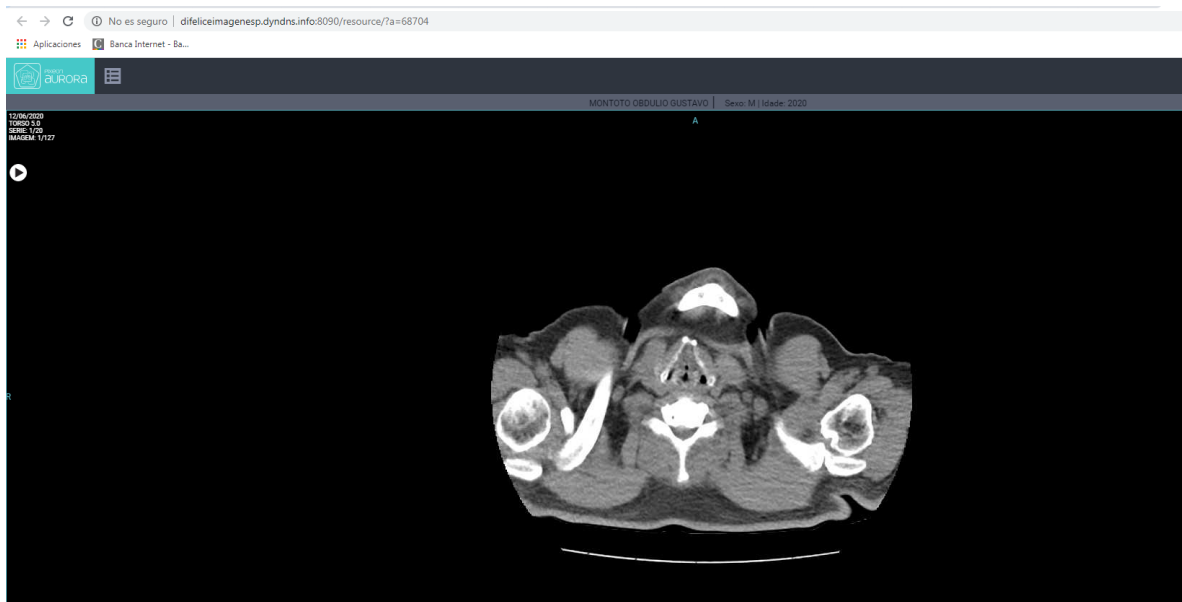 No es seguro | difeliceimagenesp.dyndns.info:8090/resource/?a=68704
Aplicaciones
Banca Internet - Ba...
aurora
MONTOTO OBDULIO GUSTAVO | Sexo: M | Idade: 2020
12/06/2020
TORSO 5.0
SERIE: 1/20
IMAGEM: 1/127
A
R